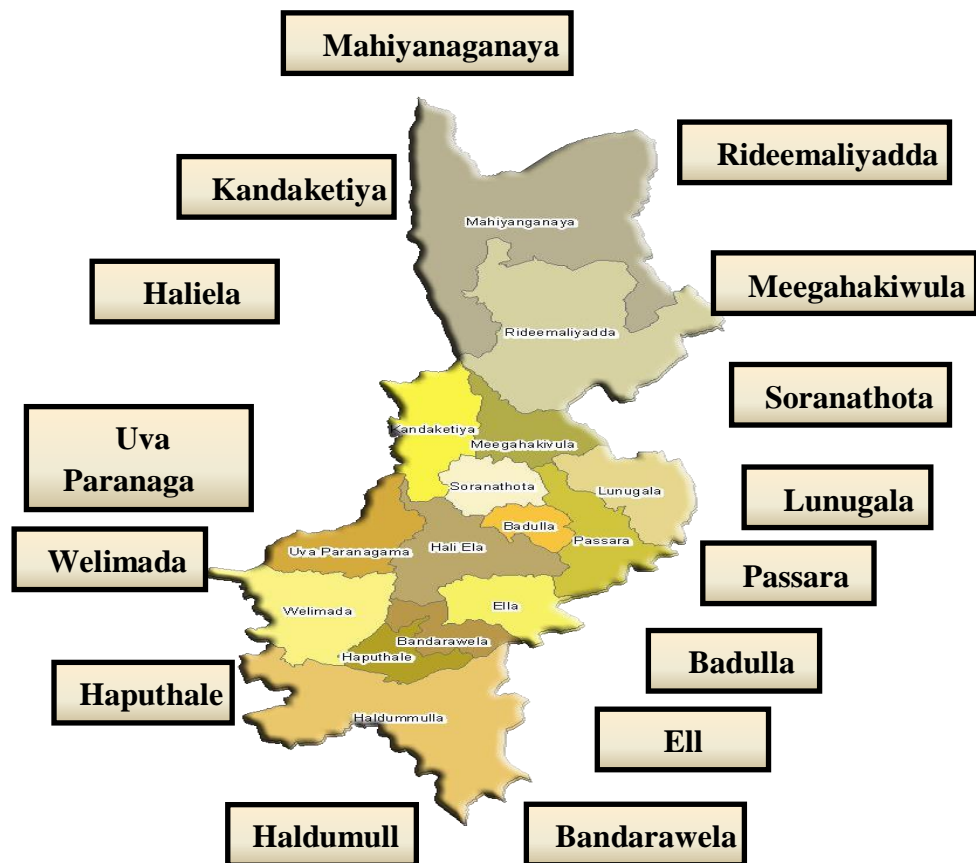 Mahiyanaganaya
Rideemaliyadda
Kandaketiya
Mahiyanganaya
Haliela
Meegahakiwula
Rideemaliyadda
Soranathota
Uva
Paranaga
Kandaketiya
Meegahakivula
Lunugala
Soranathota
Lunugala
Badulla
Passara
Uva Paranagama
Hali Ela
Welimada
Passara
Welimada
Ella
Bandarawela
Haputhale
Badulla
Haputhale
Haldummulla
Ell
Haldumull
Bandarawela